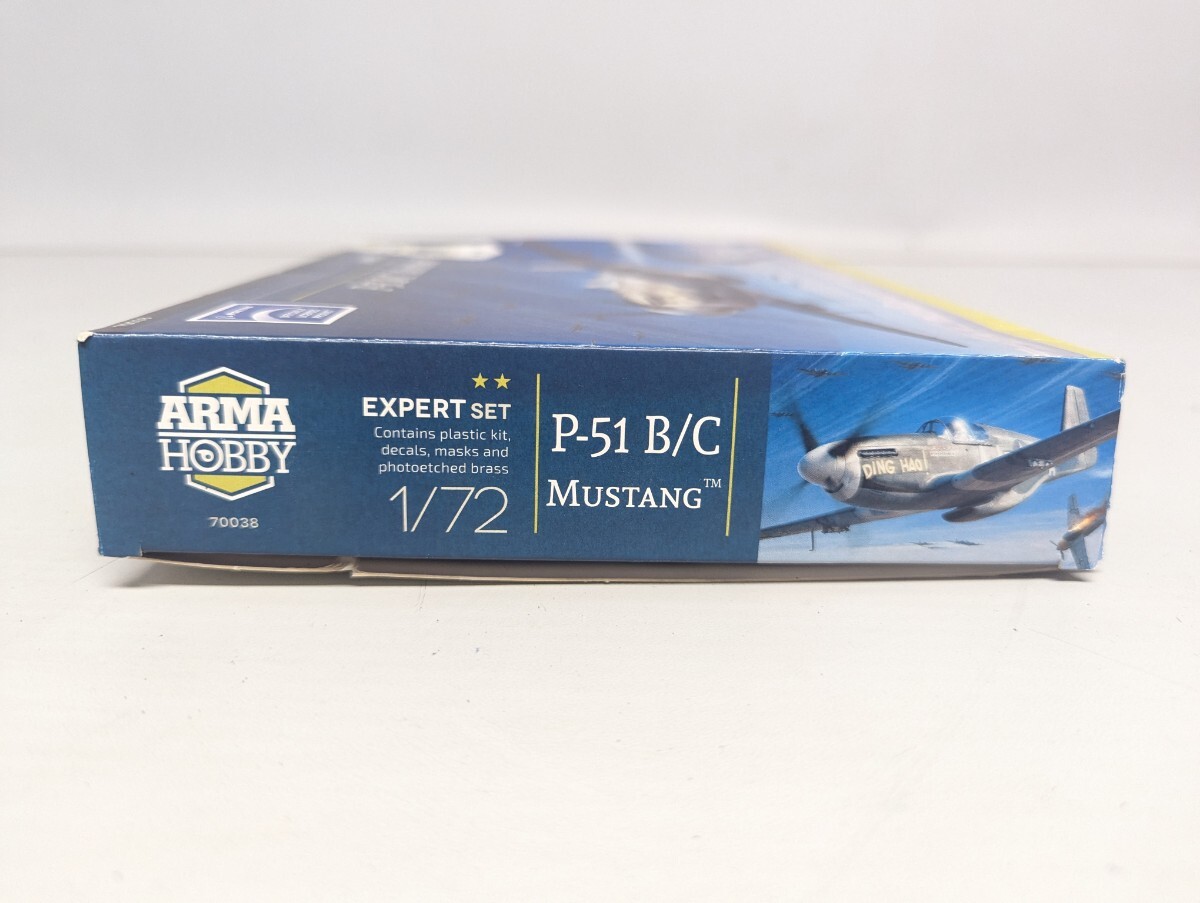 ARMA
HOBBY
70038
EXPERT SET
Contains plastic kit,
decals, masks and
photoetched brass
1/72
P-51 B/C
MUSTANG™
DING HAO!